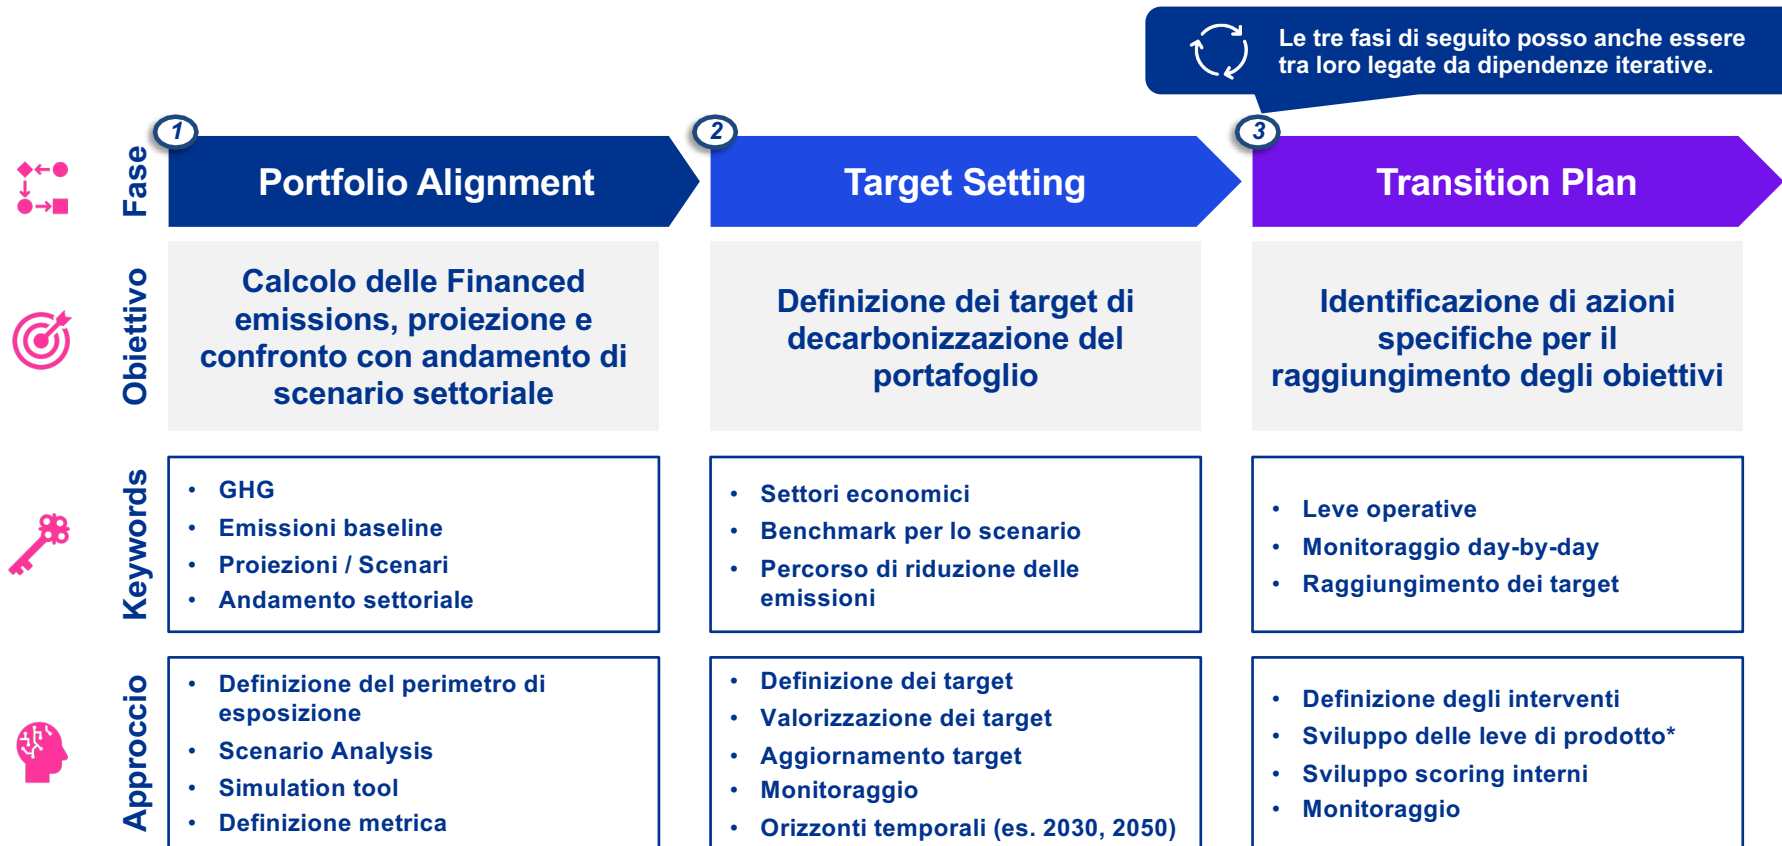 Le tre fasi di seguito posso anche essere
tra loro legate da dipendenze iterative.
Fase
1
Portfolio Alignment
2
Target Setting
3
Transition Plan
Obiettivo
Calcolo delle Financed
emissions, proiezione e
confronto con andamento di
scenario settoriale
Definizione dei target di
decarbonizzazione del
portafoglio
Identificazione di azioni
specifiche per il
raggiungimento degli obiettivi
Keywords
• GHG
• Emissioni baseline
• Proiezioni / Scenari
• Andamento settoriale
• Settori economici
• Benchmark per lo scenario
• Percorso di riduzione delle
emissioni
• Leve operative
• Monitoraggio day-by-day
• Raggiungimento dei target
Approccio
• Definizione del perimetro di
esposizione
• Scenario Analysis
• Simulation tool
• Definizione metrica
• Definizione dei target
• Valorizzazione dei target
• Aggiornamento target
• Monitoraggio
• Orizzonti temporali (es. 2030, 2050)
• Definizione degli interventi
• Sviluppo delle leve di prodotto*
• Sviluppo scoring interni
• Monitoraggio